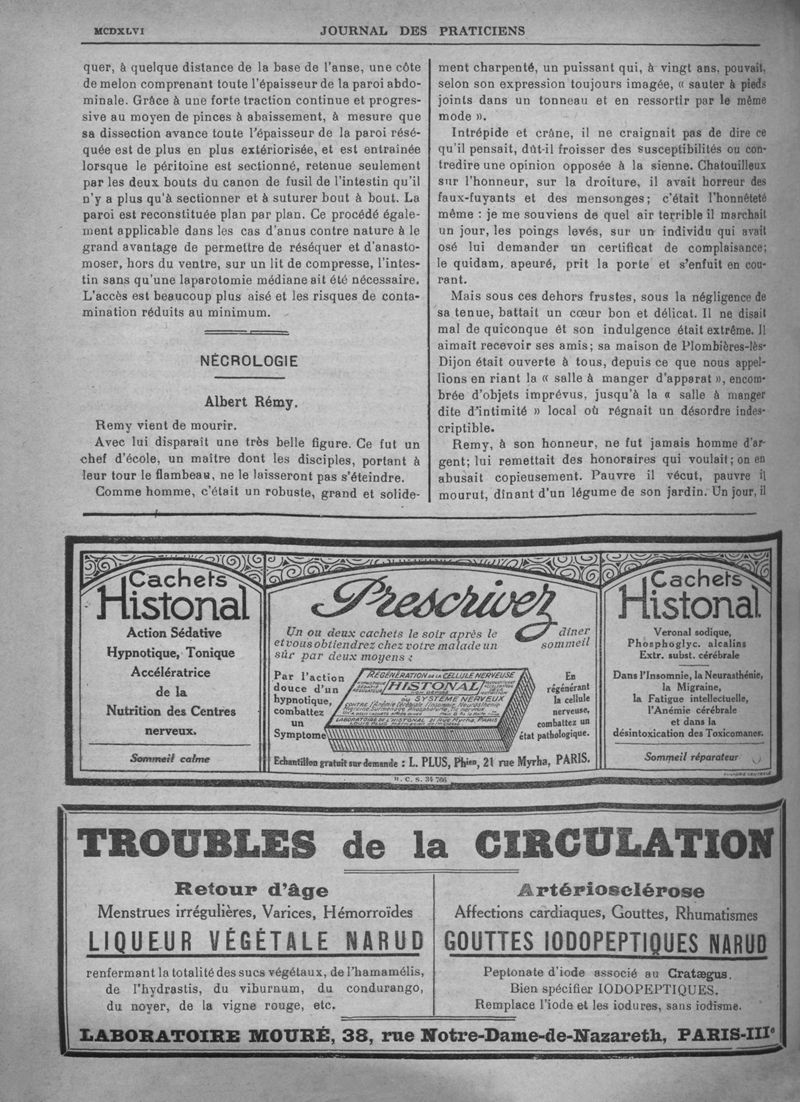 MCDXLVI
JOURNAL DES PRATICIENS
quer, à quelque distance de la base de l'anse, une côte
de melon comprenant toute l'épaisseur de la paroi abdo-
minale. Grâce à une forte traction continue et progres-
sive au moyen de pinces à abaissement, à mesure que
sa dissection avance toute l'épaisseur de la paroi résé-
quée est de plus en plus extériorisée, et est entrainée
lorsque le péritoine est sectionné, retenue seulement
par les deux bouts du canon de fusil de l'intestin qu'il
n'y a plus qu'à sectionner et à suturer bout à bout. La
paroi est reconstituée plan par plan. Ce procédé égale-
ment applicable dans les cas d'anus contre nature à le
grand avantage de permettre de réséquer et d'anasto-
moser, hors du ventre, sur un lit de compresse, l'intes-
tin sans qu'une laparotomie médiane ait été nécessaire.
L'accès est beaucoup plus aisé et les risques de conta-
mination réduits au minimum.
NÉCROLOGIE
Albert Rémy.
Remy vient de mourir.
Avec lui disparaît une très belle figure. Ce fut un
chef d'école, un maître dont les disciples, portant à
leur tour le flambeau, ne le laisseront pas s'éteindre.
Comme homme, c'était un robuste, grand et solide-
ment charpenté, un puissant qui, à vingt ans, pouvait,
selon son expression toujours imagée, « sauter à pieds
joints dans un tonneau et en ressortir par le même
mode ».
Intrépide et crâne, il ne craignait pas de dire ce
qu'il pensait, dût-il froisser des susceptibilités ou con-
tredire une opinion opposée à la sienne. Chatouilleux
sur l'honneur, sur la droiture, il avait horreur des
faux-fuyants et des mensonges; c'était l'honnêteté
même : je me souviens de quel air terrible il marchait
un jour, les poings levés, sur un individu qui avait
osé lui demander un certificat de complaisance;
le quidam, apeuré, prit la porte et s'enfuit en cou-
rant.
Mais sous ces dehors frustes, sous la négligence de
sa tenue, battait un cœur bon et délicat. Il ne disait
mal de quiconque ét son indulgence était extrême. Il
aimait recevoir ses amis; sa maison de Plombières-lès-
Dijon était ouverte à tous, depuis ce que nous appel-
lions en riant la « salle à manger d'apparat », encom-
brée d'objets imprévus, jusqu'à la « salle à manger
dite d'intimité » local où régnait un désordre indes-
criptible.
Remy, à son honneur, ne fut jamais homme d'ar-
gent; lui remettait des honoraires qui voulait; on en
abusait copieusement. Pauvre il vécut, pauvre il
mourut, dinant d'un légume de son jardin. Un jour, il
Cachets
Histonal
Action Sédative
Hypnotique, Tonique
Accélératrice
de la
Nutrition des Centres
nerveux.
Sommeil calme
Prescrivez
Un ou deux cachets le soir après le dîner
et vous obtiendrez chez votre malade un sommeil
sûr par deux moyens :
Par l'action
douce d'un
hypnotique,
combattez
un
Symptome
RÉGÉNÉRATION DE LA CELLULE NERVEUSE
HISTONAL
DU SYSTÈME NERVEUX
LABORATOIRE DE L'HISTONAL 21 Rue Myrha, PARIS
En
régénérant
la cellule
nerveuse,
combattez un
état pathologique.
Echantillon gratuit sur demande : L. PLUS, Phien, 21 rue Myrha, PARIS.
Cachets
Histonal.
Veronal sodique,
Phosphoglyc. alcalins
Extr. subst. cérébrale
Dans l'Insomnie, la Neurasthénie,
la Migraine,
la Fatigue intellectuelle,
l'Anémie cérébrale
et dans la
désintoxication des Toxicomanes.
Sommeil réparateur
R. C. S. 34 766
TROUBLES de la CIRCULATION
Retour d'âge
Menstrues irrégulières, Varices, Hémorroïdes
LIQUEUR VÉGÉTALE NARUD
renfermant la totalité des sucs végétaux, de l'hamamélis,
de l'hydrastis, du viburnum, du condurango,
du noyer, de la vigne rouge, etc.
Artériosclérose
Affections cardiaques, Gouttes, Rhumatismes
GOUTTES IODOPEPTIQUES NARUD
Peptonate d'iode associé au Cratægus.
Bien spécifier IODOPEPTIQUES.
Remplace l'iode et les iodures, sans iodisme.
LABORATOIRE MOURÉ, 38, rue Notre-Dame-de-Nazareth, PARIS-IIIe